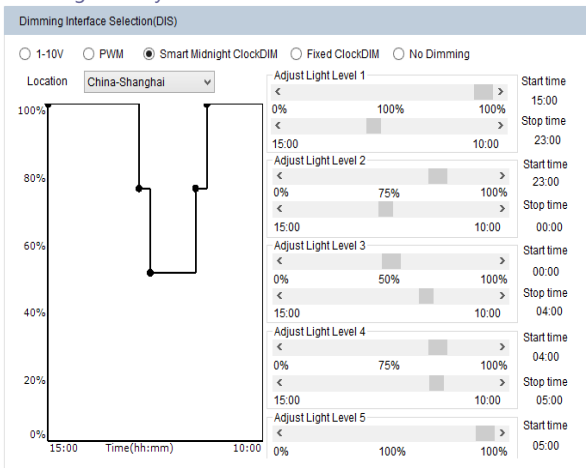 Dimming Interface Selection(DIS)
1-10V PWM Smart Midnight ClockDIM Fixed ClockDIM No Dimming
Location China-Shanghai
100%
80%
60%
40%
20%
0%
15:00 Time(hh:mm) 10:00
Adjust Light Level 1
0% 100% 100%
15:00 10:00
Start time
15:00
Stop time
23:00
Adjust Light Level 2
0% 75% 100%
15:00 10:00
Start time
23:00
Stop time
00:00
Adjust Light Level 3
0% 50% 100%
15:00 10:00
Start time
00:00
Stop time
04:00
Adjust Light Level 4
0% 75% 100%
15:00 10:00
Start time
04:00
Stop time
05:00
Adjust Light Level 5
0% 100% 100%
Start time
05:00